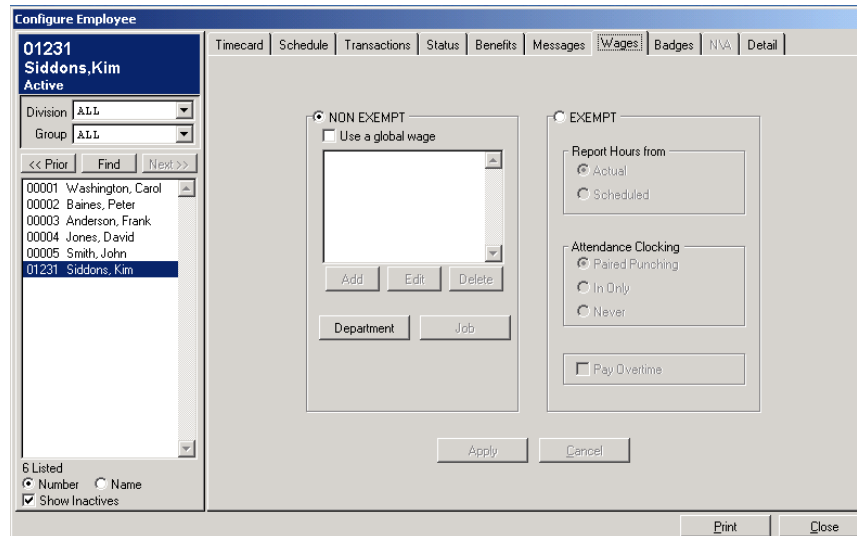 Configure Employee
01231
Siddons,Kim
Active
Division ALL
Group ALL
<< Prior Find Next >>
00001 Washington, Carol
00002 Baines, Peter
00003 Anderson, Frank
00004 Jones, David
00005 Smith, John
01231 Siddons, Kim
6 Listed
Number Name
Show Inactives
Timecard Schedule Transactions Status Benefits Messages Wages Badges N\A Detail
NON EXEMPT
Use a global wage
Add Edit Delete
Department Job
EXEMPT
Report Hours from
Actual
Scheduled
Attendance Clocking
Paired Punching
In Only
Never
Pay Overtime
Apply Cancel
Print Close